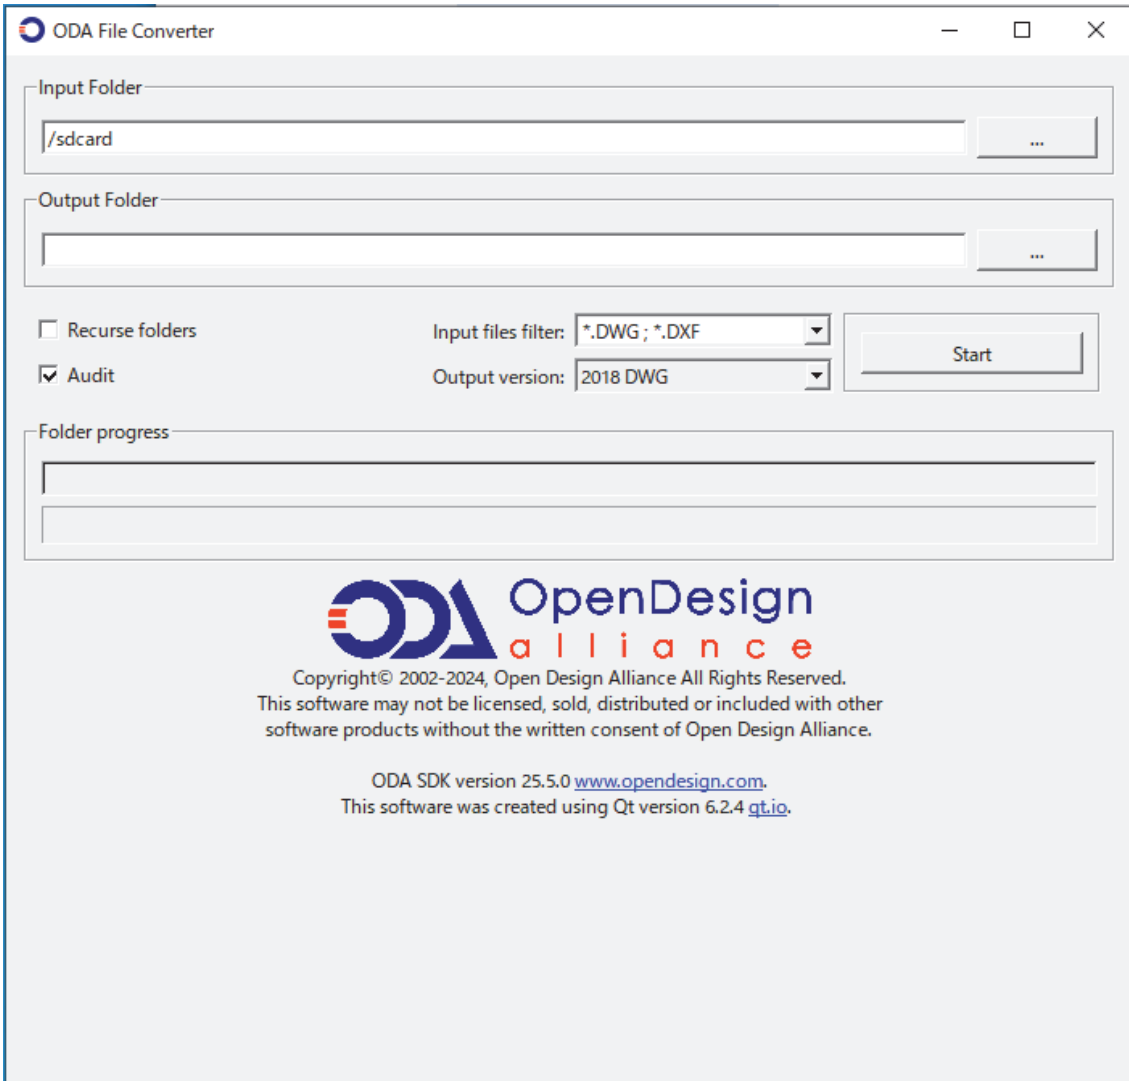 ODA File Converter
Input Folder
/sdcard
...
Output Folder
...
Recurse folders
Input files filter: *.DWG ; *.DXF
Start
Audit
Output version: 2018 DWG
Folder progress
ODA OpenDesign
alliance
Copyright© 2002-2024, Open Design Alliance All Rights Reserved.
This software may not be licensed, sold, distributed or included with other
software products without the written consent of Open Design Alliance.
ODA SDK version 25.5.0 www.opendesign.com.
This software was created using Qt version 6.2.4 qt.io.